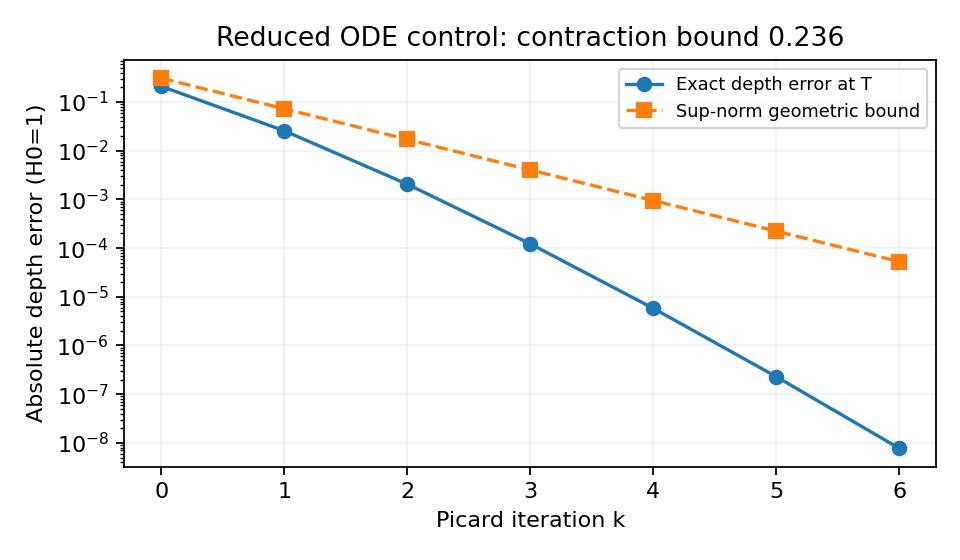 Reduced ODE control: contraction bound 0.236
Exact depth error at T
Sup-norm geometric bound
Absolute depth error (H0=1)
10⁻¹
10⁻²
10⁻³
10⁻⁴
10⁻⁵
10⁻⁶
10⁻⁷
10⁻⁸
0 1 2 3 4 5 6
Picard iteration k